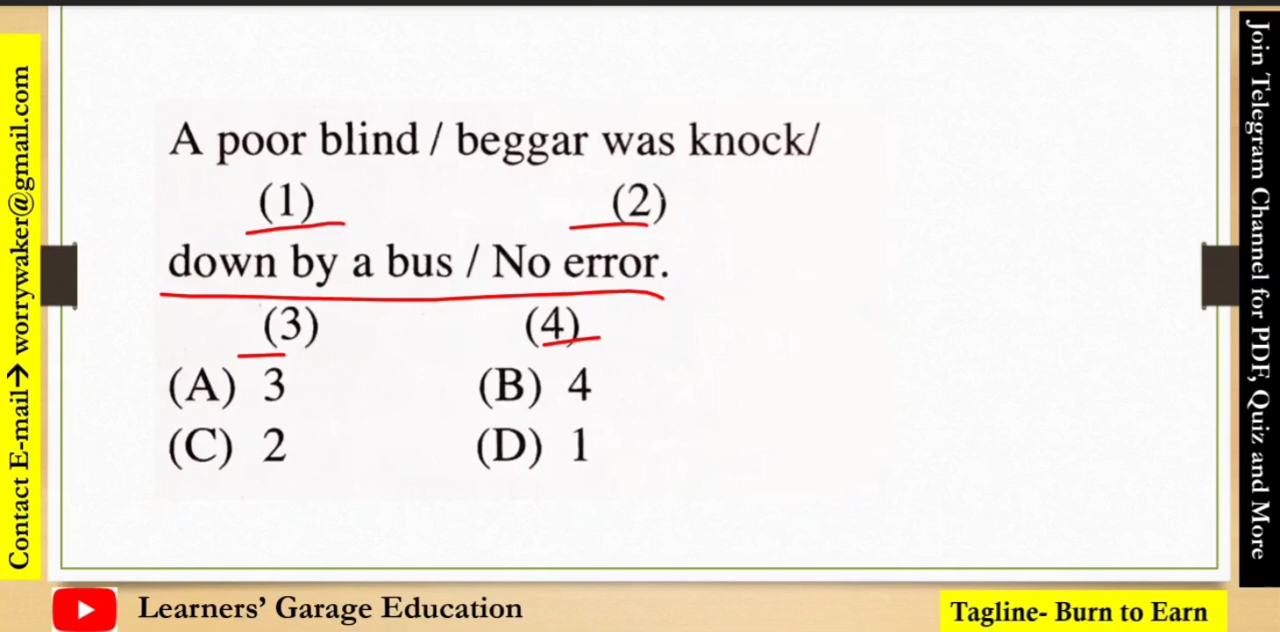 A poor blind / beggar was knock/
(1) (2)
down by a bus / No error.
(3) (4)
(A) 3 (B) 4
(C) 2 (D) 1
Contact E-mail→ worrywaker@gmail.com
Join Telegram Channel for PDF, Quiz and More
Learners’ Garage Education
Tagline- Burn to Earn